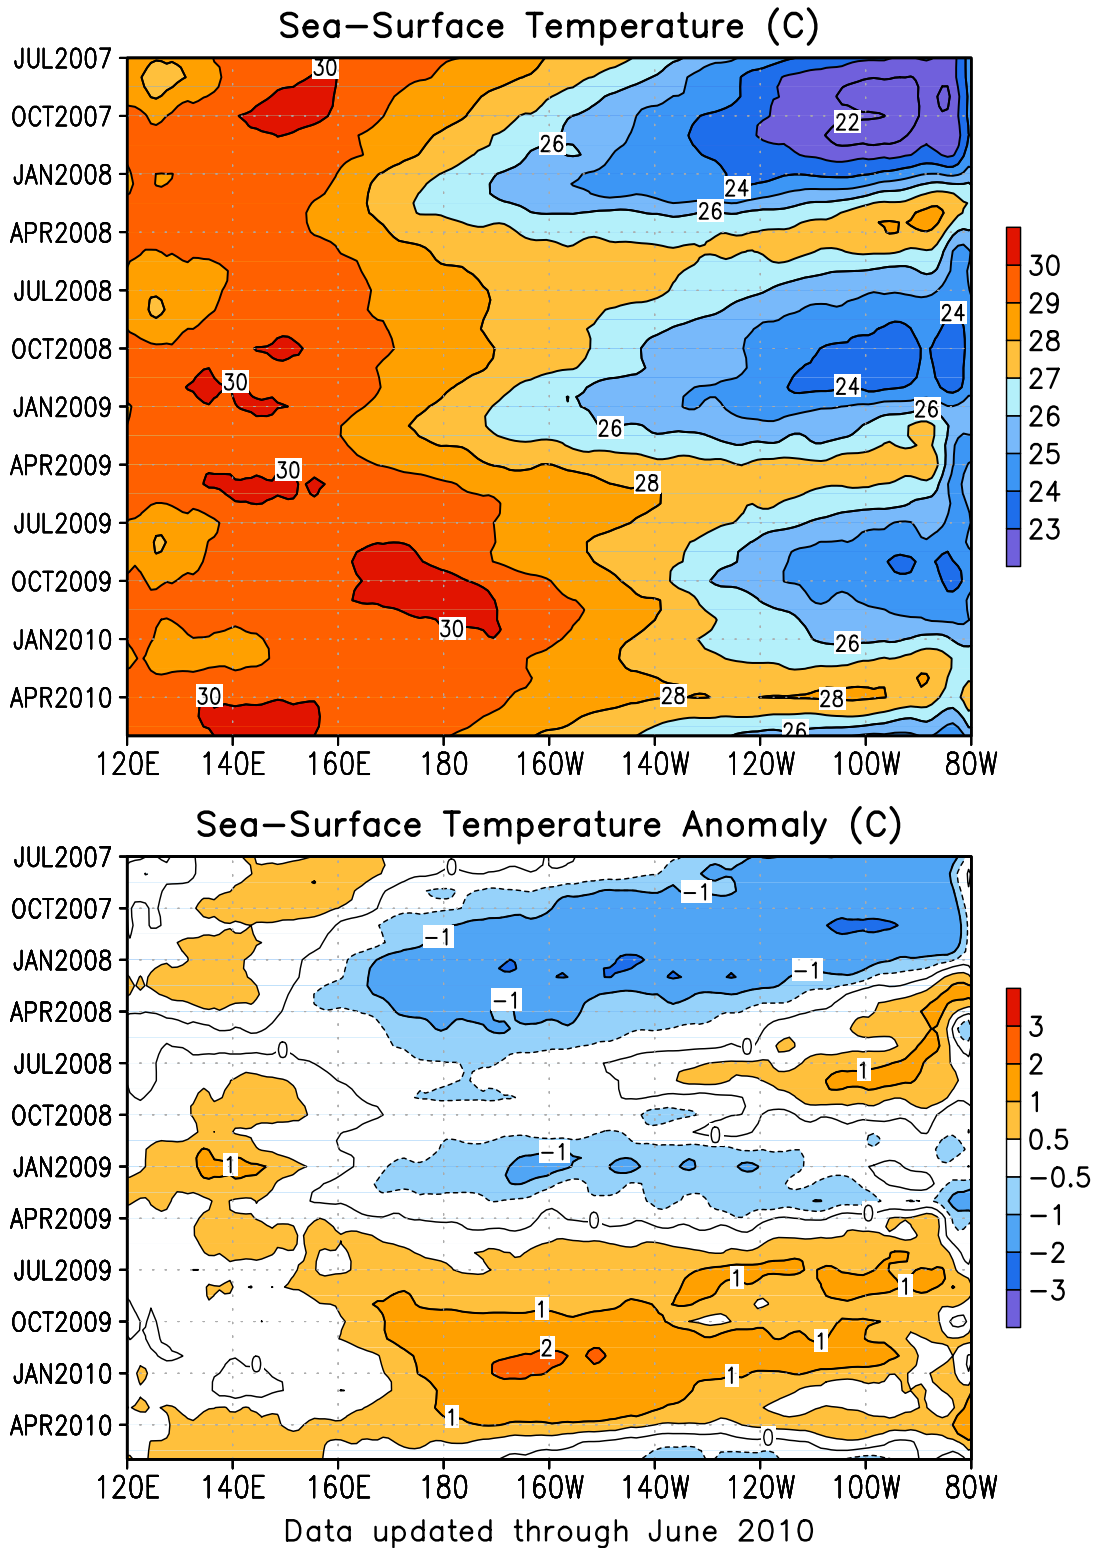 Sea-Surface Temperature (C)
JUL2007
OCT2007
JAN2008
APR2008
JUL2008
OCT2008
JAN2009
APR2009
JUL2009
OCT2009
JAN2010
APR2010
30
22
26
24
26
24
30
24
26
26
30
28
30
26
30
28
28
26
30
29
28
27
26
25
24
23
120E 140E 160E 180 160W 140W 120W 100W 80W
Sea-Surface Temperature Anomaly (C)
JUL2007
OCT2007
JAN2008
APR2008
JUL2008
OCT2008
JAN2009
APR2009
JUL2009
OCT2009
JAN2010
APR2010
0
-1
-1
-1
-1
0
0
1
0
-1
1
0
0
1
1
1
1
2
0
1
1
0
3
2
1
0.5
-0.5
-1
-2
-3
120E 140E 160E 180 160W 140W 120W 100W 80W
Data updated through June 2010